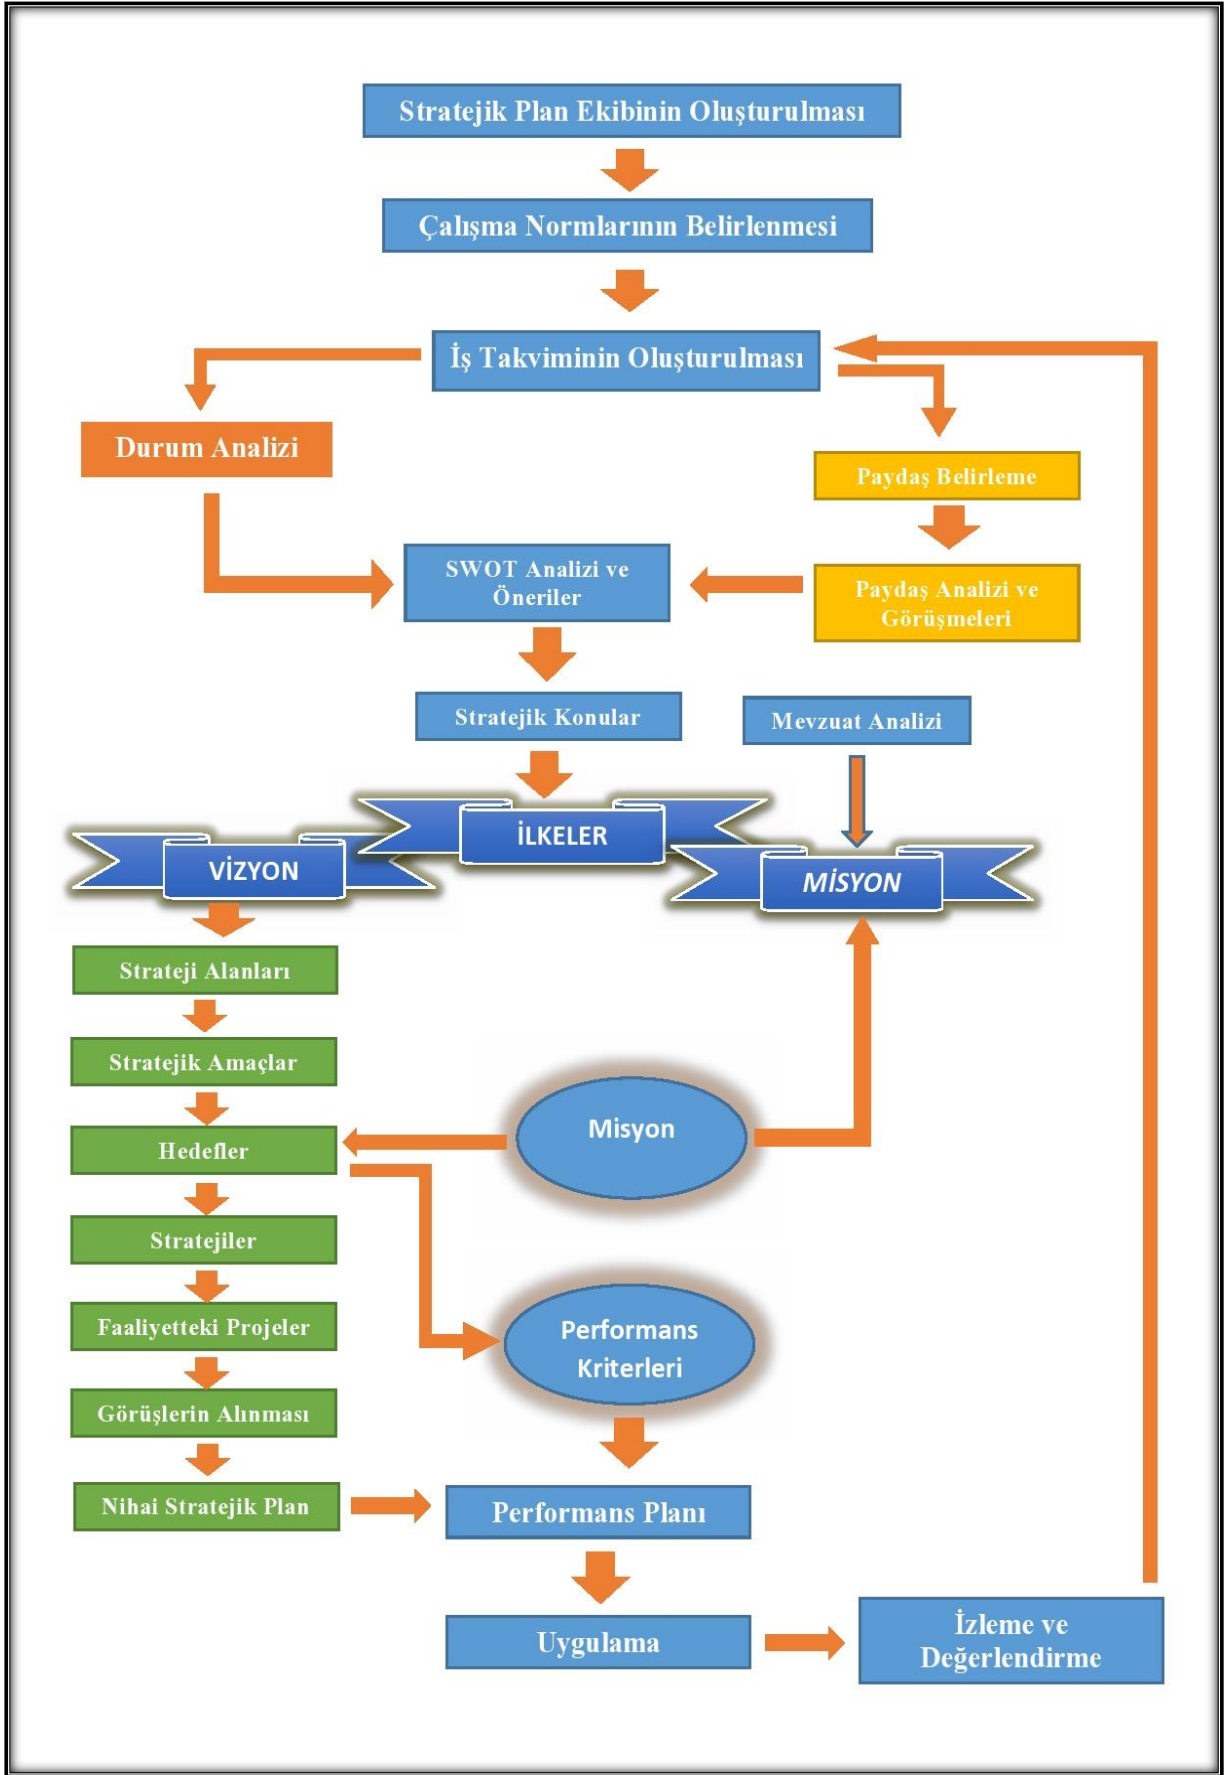 Stratejik Plan Ekibinin Oluşturulması
Çalışma Normlarının Belirlenmesi
İş Takviminin Oluşturulması
Durum Analizi
Paydaş Belirleme
SWOT Analizi ve
Öneriler
Paydaş Analizi ve
Görüşmeleri
Stratejik Konular
Mevzuat Analizi
İLKELER
VİZYON
MİSYON
Strateji Alanları
Stratejik Amaçlar
Misyon
Hedefler
Stratejiler
Faaliyetteki Projeler
Performans
Kriterleri
Görüşlerin Alınması
Nihai Stratejik Plan
Performans Planı
Uygulama
İzleme ve
Değerlendirme